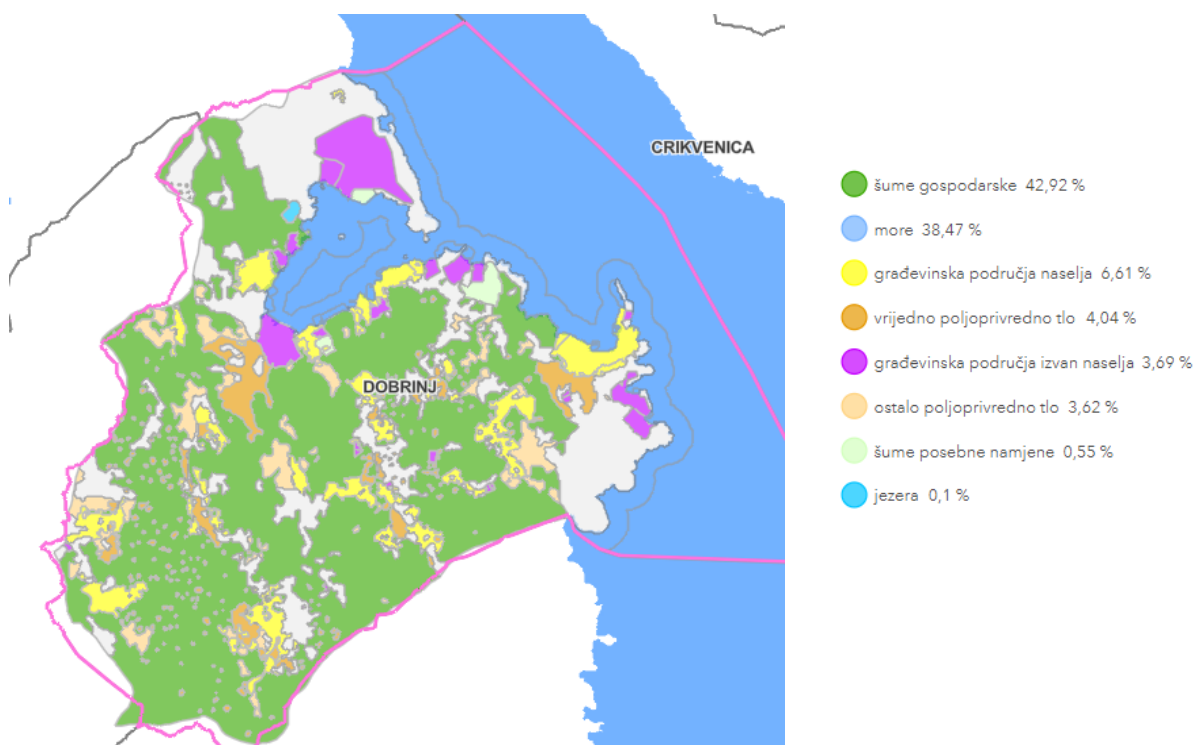 CRIKVENICA
DOBRINJ
šume gospodarske 42,92 %
more 38,47 %
građevinska područja naselja 6,61 %
vrijedno poljoprivredno tlo 4,04 %
građevinska područja izvan naselja 3,69 %
ostalo poljoprivredno tlo 3,62 %
šume posebne namjene 0,55 %
jezera 0,1 %